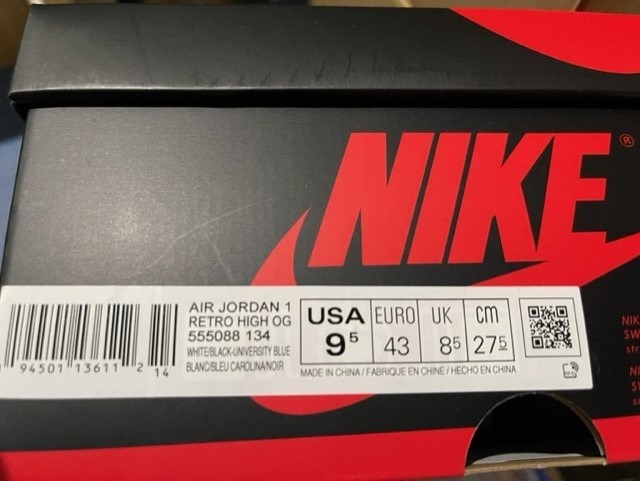 NIKE
®
AIR JORDAN 1
RETRO HIGH OG
555088 134
WHITE/BLACK-UNIVERSITY BLUE
BLANC/BLEU CAROLINA/NOIR
94501 13611 2
14
USA EURO UK cm
9⁵ 43 8⁵ 27⁵
MADE IN CHINA / FABRIQUE EN CHINE / HECHO EN CHINA
NIK
SW